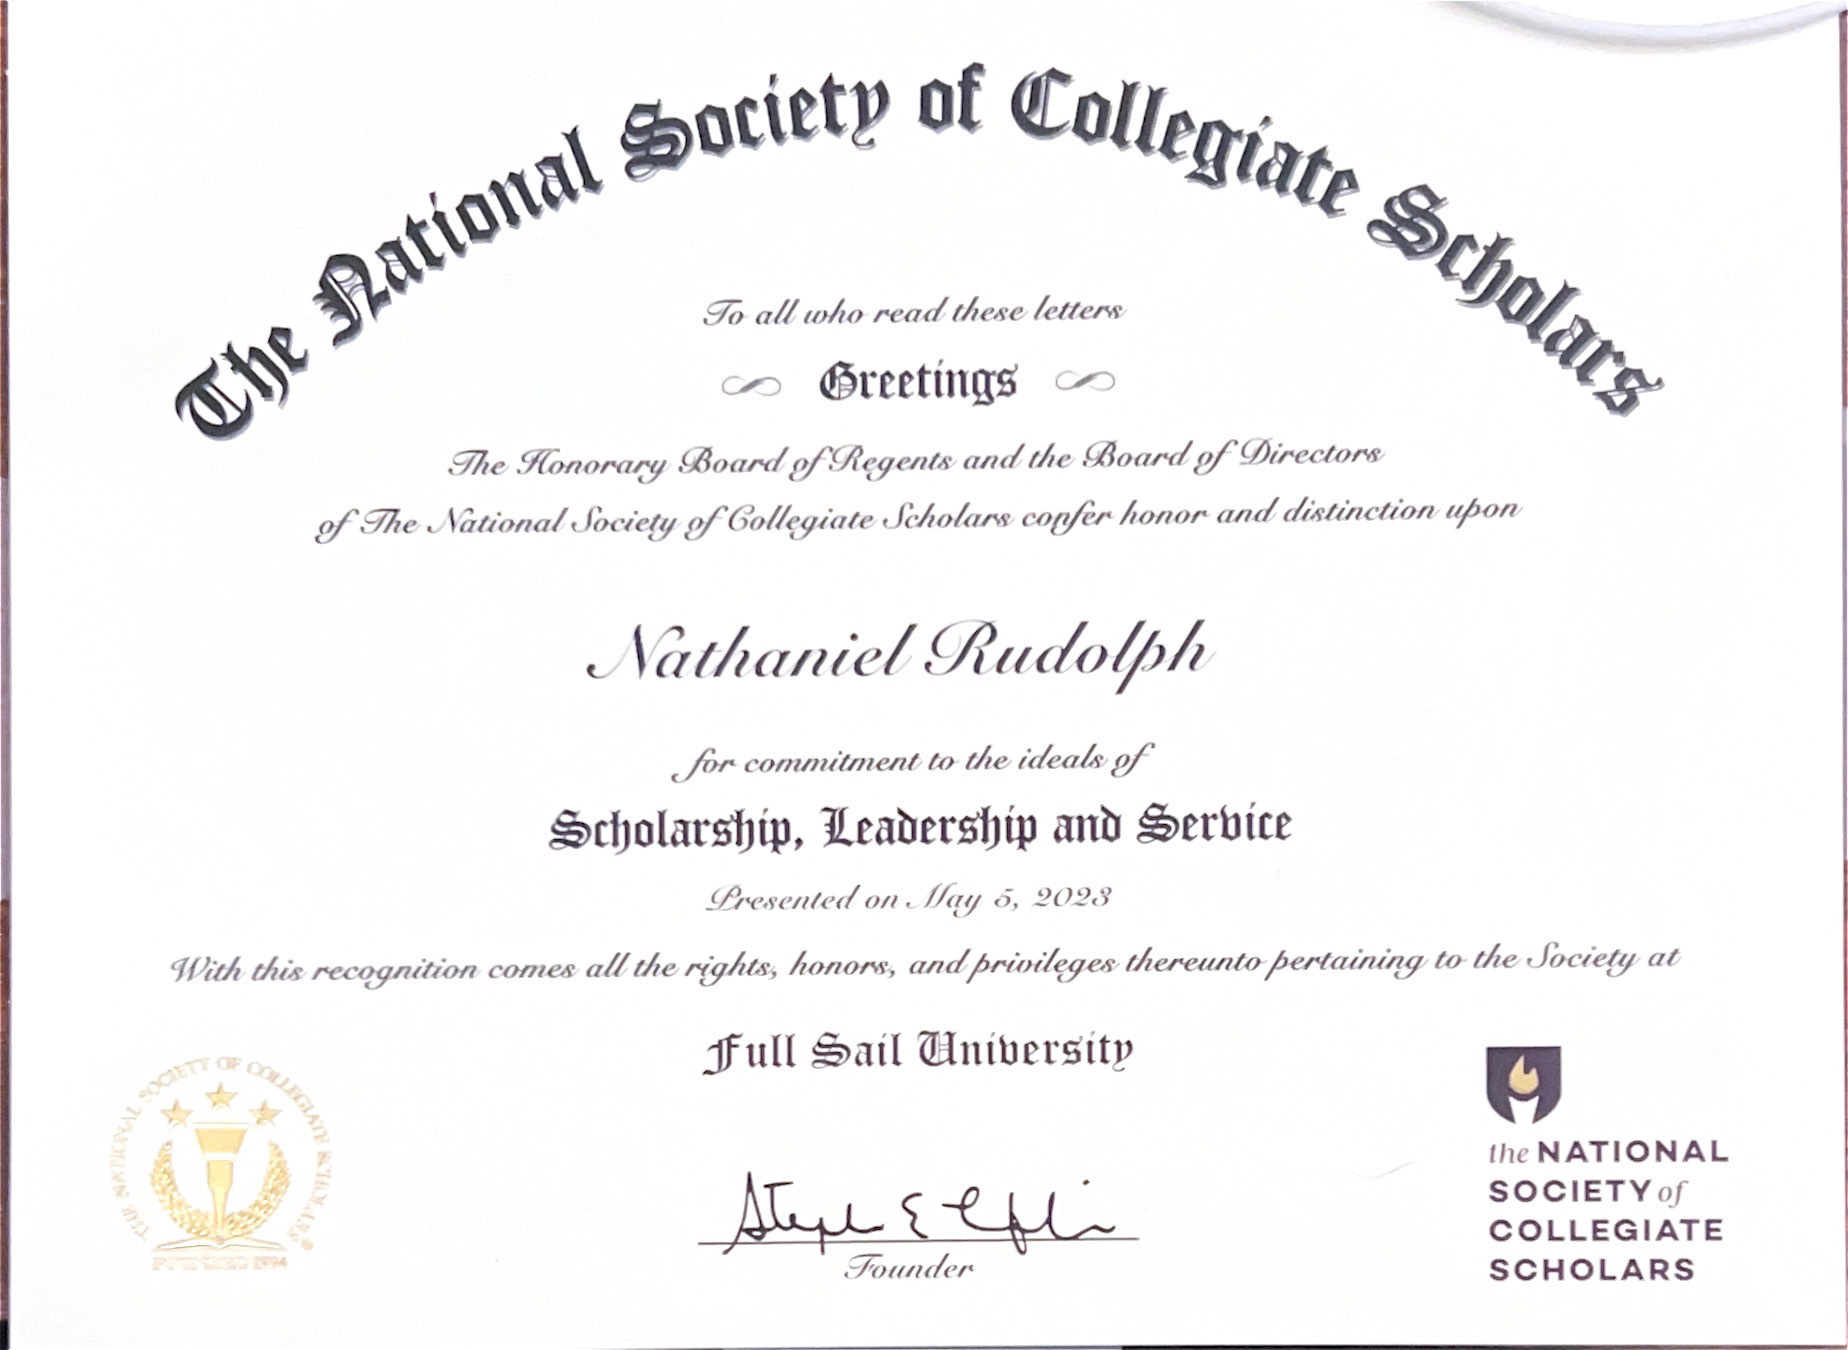 The National Society of Collegiate Scholars
To all who read these letters
Greetings
The Honorary Board of Regents and the Board of Directors
of The National Society of Collegiate Scholars confer honor and distinction upon
Nathaniel Rudolph
for commitment to the ideals of
Scholarship, Leadership and Service
Presented on May 5, 2023
With this recognition comes all the rights, honors, and privileges thereunto pertaining to the Society at
Full Sail University
THE NATIONAL SOCIETY OF COLLEGIATE SCHOLARS®
FOUNDED 1994
Founder
the NATIONAL
SOCIETY of
COLLEGIATE
SCHOLARS